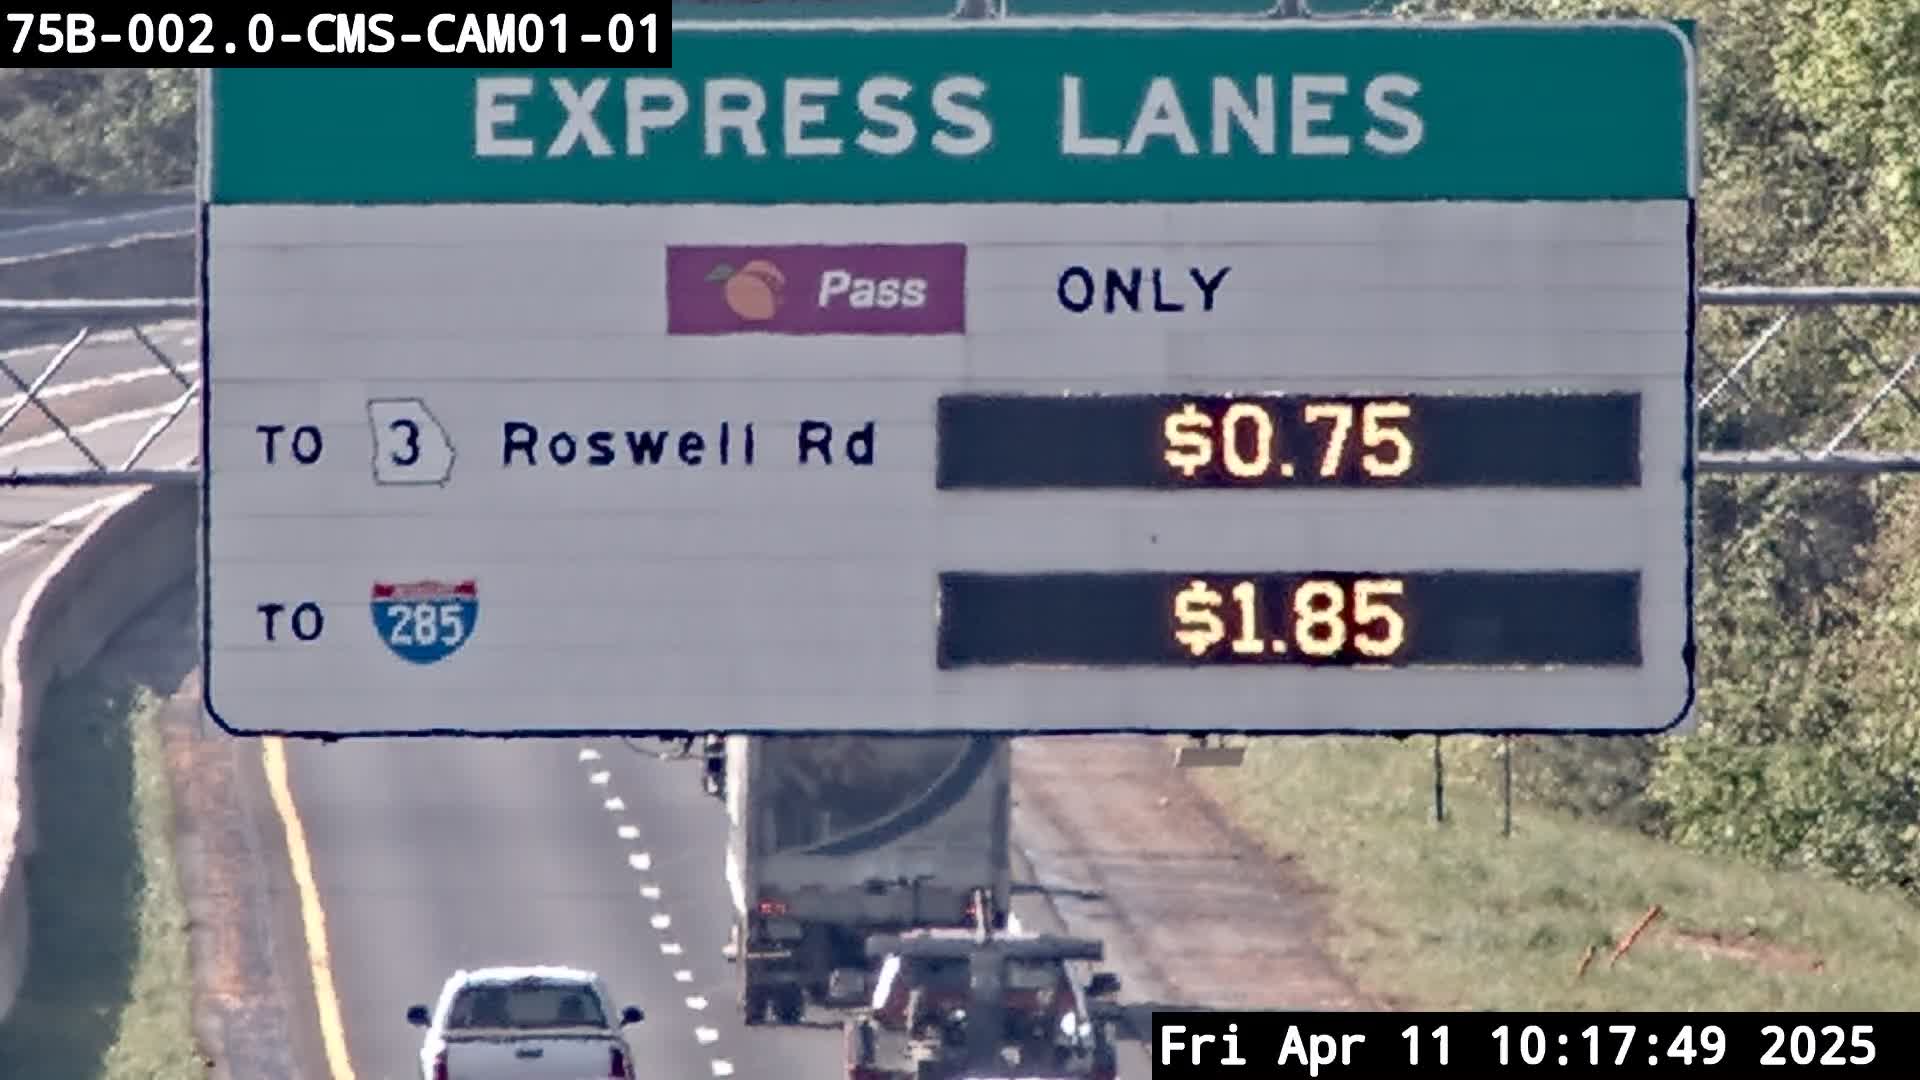 75B-002.0-CMS-CAM01-01
EXPRESS LANES
Pass ONLY
TO 3 Roswell Rd $0.75
TO 285 $1.85
Fri Apr 11 10:17:49 2025